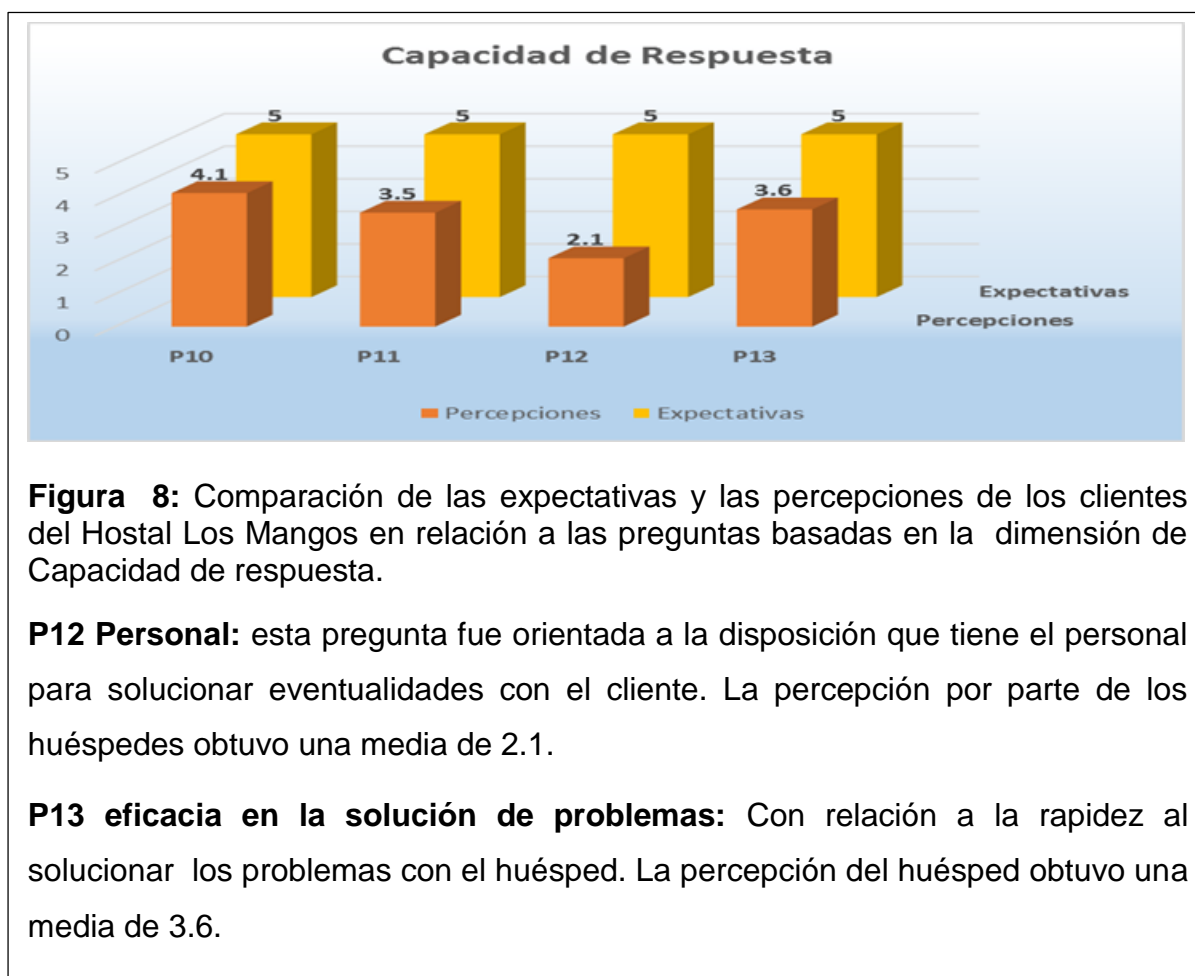 Capacidad de Respuesta
5 5 5 5
4.1 3.5 2.1 3.6
5
4
3
2
1
0
Expectativas
Percepciones
P10 P11 P12 P13
Percepciones Expectativas
Figura 8: Comparación de las expectativas y las percepciones de los clientes
del Hostal Los Mangos en relación a las preguntas basadas en la dimensión de
Capacidad de respuesta.
P12 Personal: esta pregunta fue orientada a la disposición que tiene el personal
para solucionar eventualidades con el cliente. La percepción por parte de los
huéspedes obtuvo una media de 2.1.
P13 eficacia en la solución de problemas: Con relación a la rapidez al
solucionar los problemas con el huésped. La percepción del huésped obtuvo una
media de 3.6.